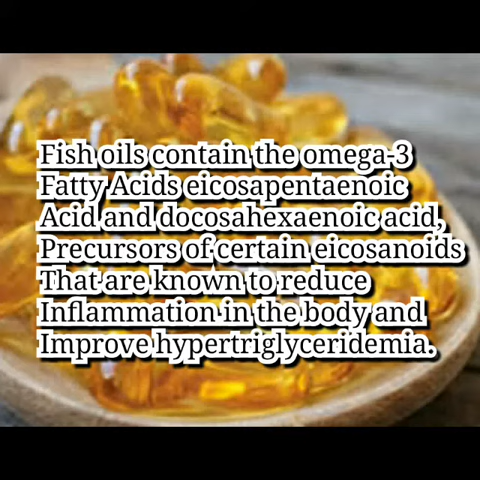 Fish oils contain the omega-3
Fatty Acids eicosapentaenoic
Acid and docosahexaenoic acid,
Precursors of certain eicosanoids
That are known to reduce
Inflammation in the body and
Improve hypertriglyceridemia.